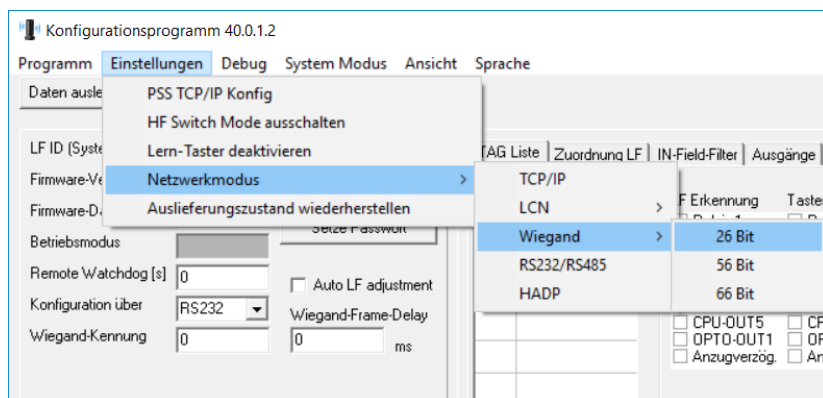 Konfigurationsprogramm 40.0.1.2
Programm Einstellungen Debug System Modus Ansicht Sprache
Daten ausle
PSS TCP/IP Konfig
HF Switch Mode ausschalten
LF ID (Syste
Lern-Taster deaktivieren
TAG Liste Zuordnung LF IN-Field-Filter Ausgänge
Firmware-Ve
Netzwerkmodus
TCP/IP
Firmware-Da
Auslieferungszustand wiederherstellen
LCN
F Erkennung Taste
Setze Passwort
Betriebsmodus
Wiegand
26 Bit
Remote Watchdog [s] 0
Auto LF adjustment
RS232/RS485
56 Bit
Konfiguration über RS232
Wiegand-Frame-Delay
HADP
66 Bit
Wiegand-Kennung 0
0 ms
CPU-OUT5 CF
OPTO-OUT1 OF
Anzugverzög. An